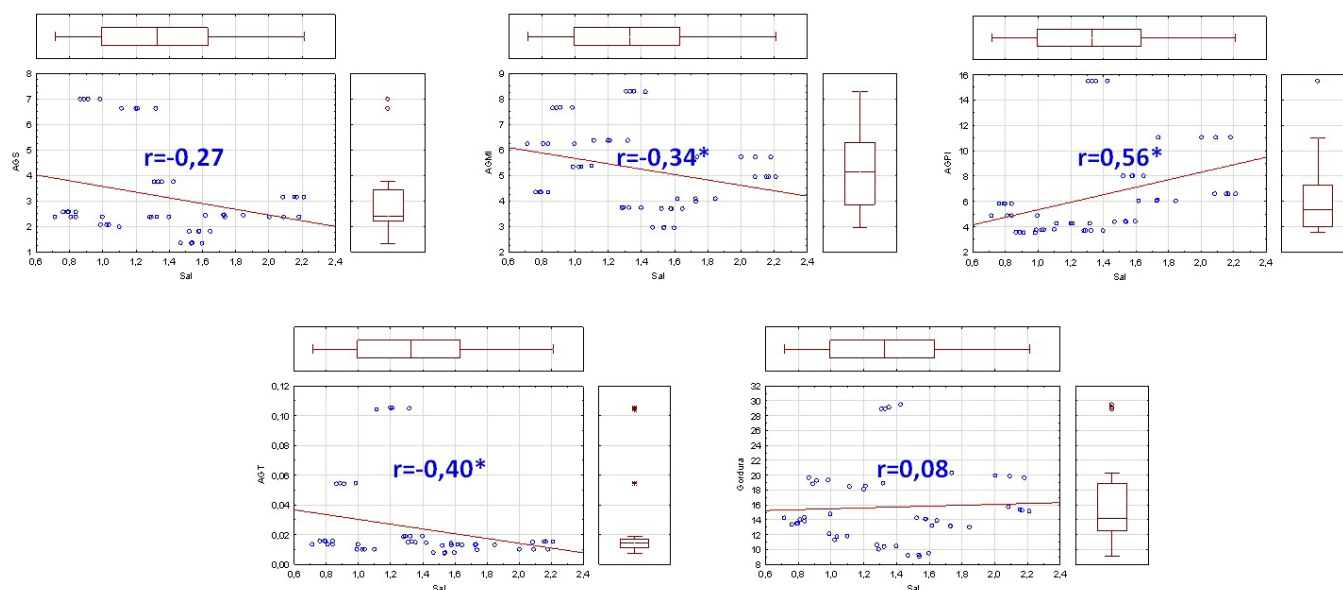 AGS
8
7
6
5
4
3
2
1
r=-0,27
0,6 0,8 1,0 1,2 1,4 1,6 1,8 2,0 2,2 2,4
Sal
AGMI
9
8
7
6
5
4
3
2
r=-0,34*
0,6 0,8 1,0 1,2 1,4 1,6 1,8 2,0 2,2 2,4
Sal
AGPI
16
14
12
10
8
6
4
2
r=0,56*
0,6 0,8 1,0 1,2 1,4 1,6 1,8 2,0 2,2 2,4
Sal
AGT
0,12
0,10
0,08
0,06
0,04
0,02
0,00
r=-0,40*
0,6 0,8 1,0 1,2 1,4 1,6 1,8 2,0 2,2 2,4
Sal
Gordura
32
30
28
26
24
22
20
18
16
14
12
10
8
r=0,08
0,6 0,8 1,0 1,2 1,4 1,6 1,8 2,0 2,2 2,4
Sal